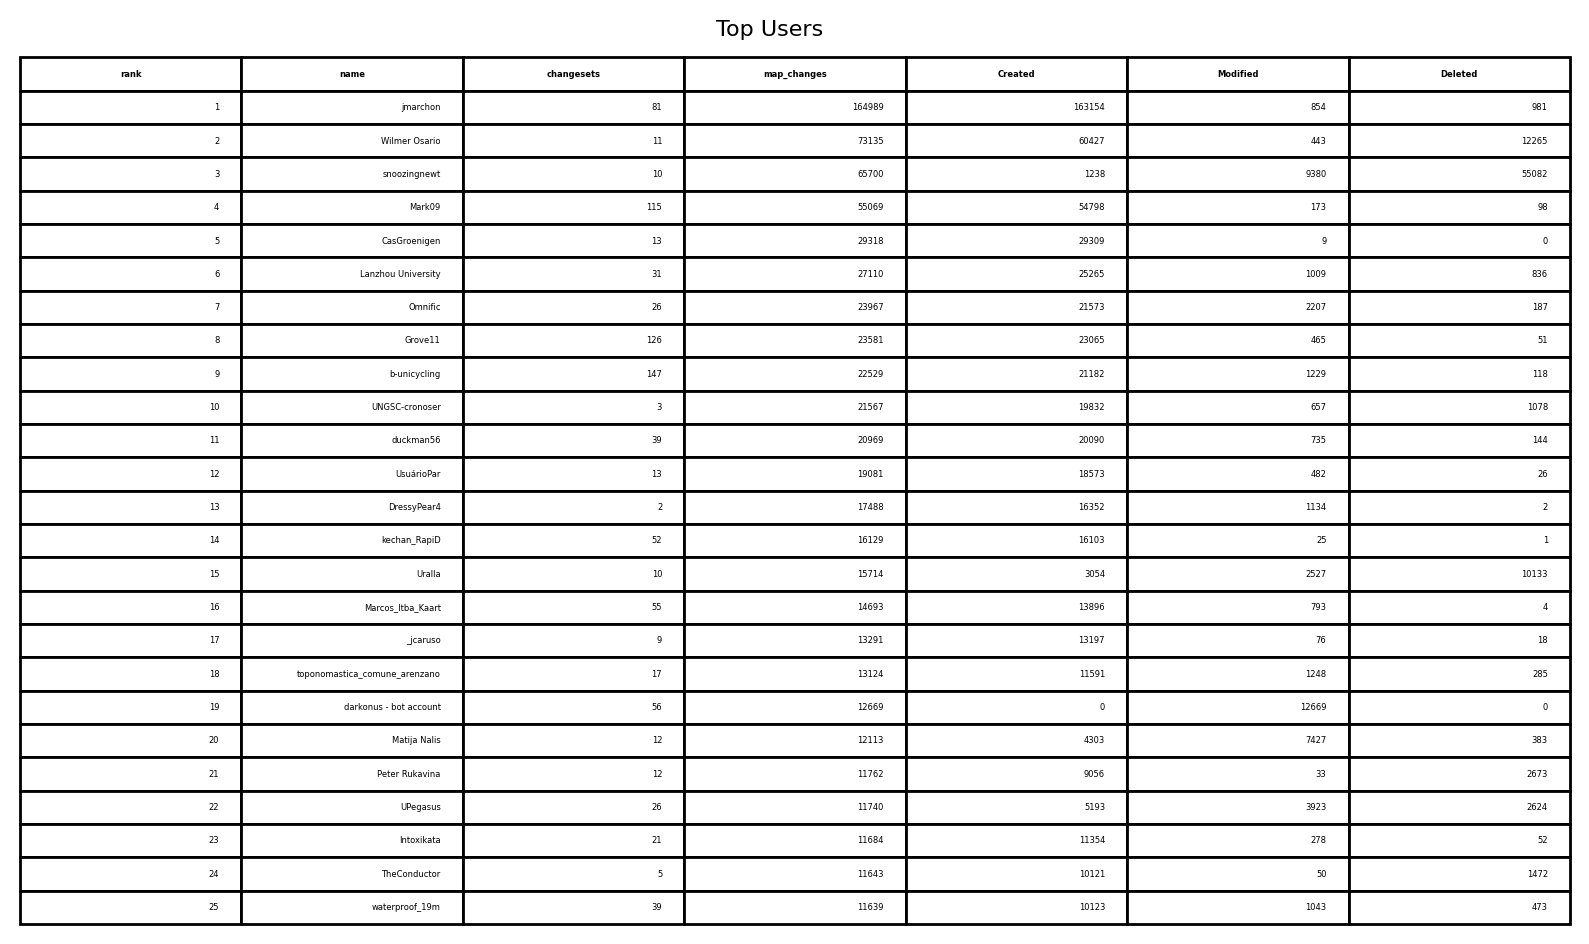 Top Users
rank name changesets map_changes Created Modified Deleted
1 jmarchon 81 164989 163154 854 981
2 Wilmer Osario 11 73135 60427 443 12265
3 snoozingnewt 10 65700 1238 9380 55082
4 Mark09 115 55069 54798 173 98
5 CasGroenigen 13 29318 29309 9 0
6 Lanzhou University 31 27110 25265 1009 836
7 Omnific 26 23967 21573 2207 187
8 Grove11 126 23581 23065 465 51
9 b-unicycling 147 22529 21182 1229 118
10 UNGSC-cronoser 3 21567 19832 657 1078
11 duckman56 39 20969 20090 735 144
12 UsuárioPar 13 19081 18573 482 26
13 DressyPear4 2 17488 16352 1134 2
14 kechan_RapiD 52 16129 16103 25 1
15 Uralla 10 15714 3054 2527 10133
16 Marcos_Itba_Kaart 55 14693 13896 793 4
17 _jcaruso 9 13291 13197 76 18
18 toponomastica_comune_arenzano 17 13124 11591 1248 285
19 darkonus - bot account 56 12669 0 12669 0
20 Matija Nalis 12 12113 4303 7427 383
21 Peter Rukavina 12 11762 9056 33 2673
22 UPegasus 26 11740 5193 3923 2624
23 Intoxikata 21 11684 11354 278 52
24 TheConductor 5 11643 10121 50 1472
25 waterproof_19m 39 11639 10123 1043 473